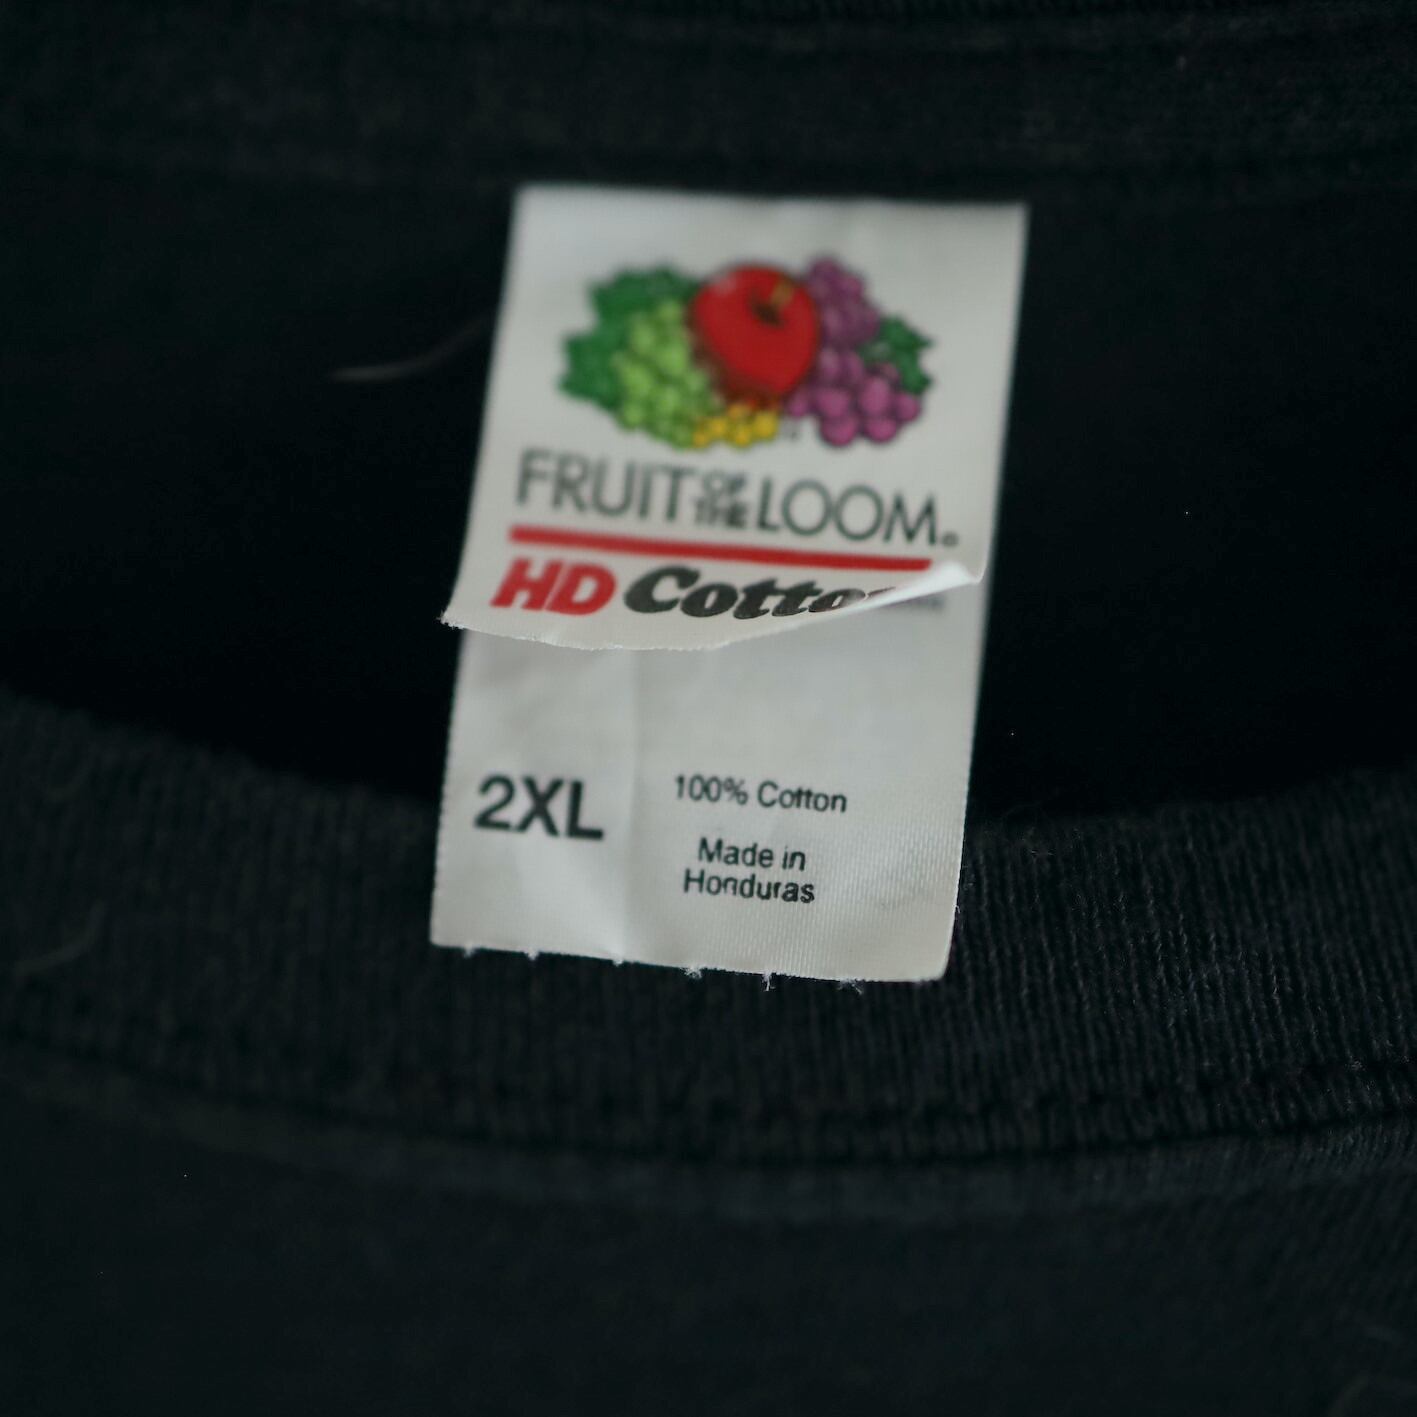 FRUIT OF THE LOOM®
HD Cotto
2XL
100% Cotton
Made in
Honduras